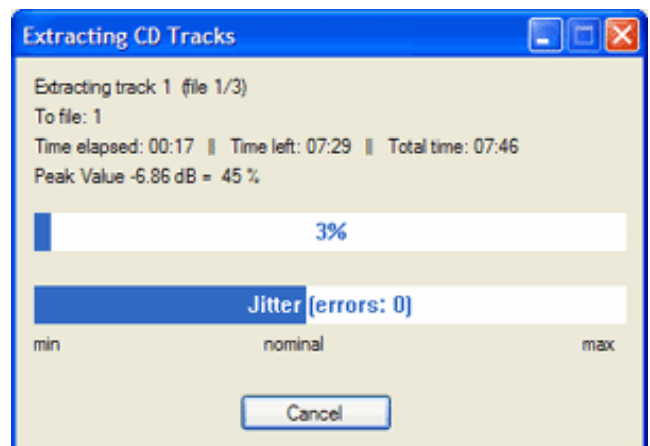 Extracting CD Tracks
Extracting track 1 (file 1/3)
To file: 1
Time elapsed: 00:17 || Time left: 07:29 || Total time: 07:46
Peak Value -6.86 dB = 45 %
3%
Jitter (errors: 0)
min nominal max
Cancel